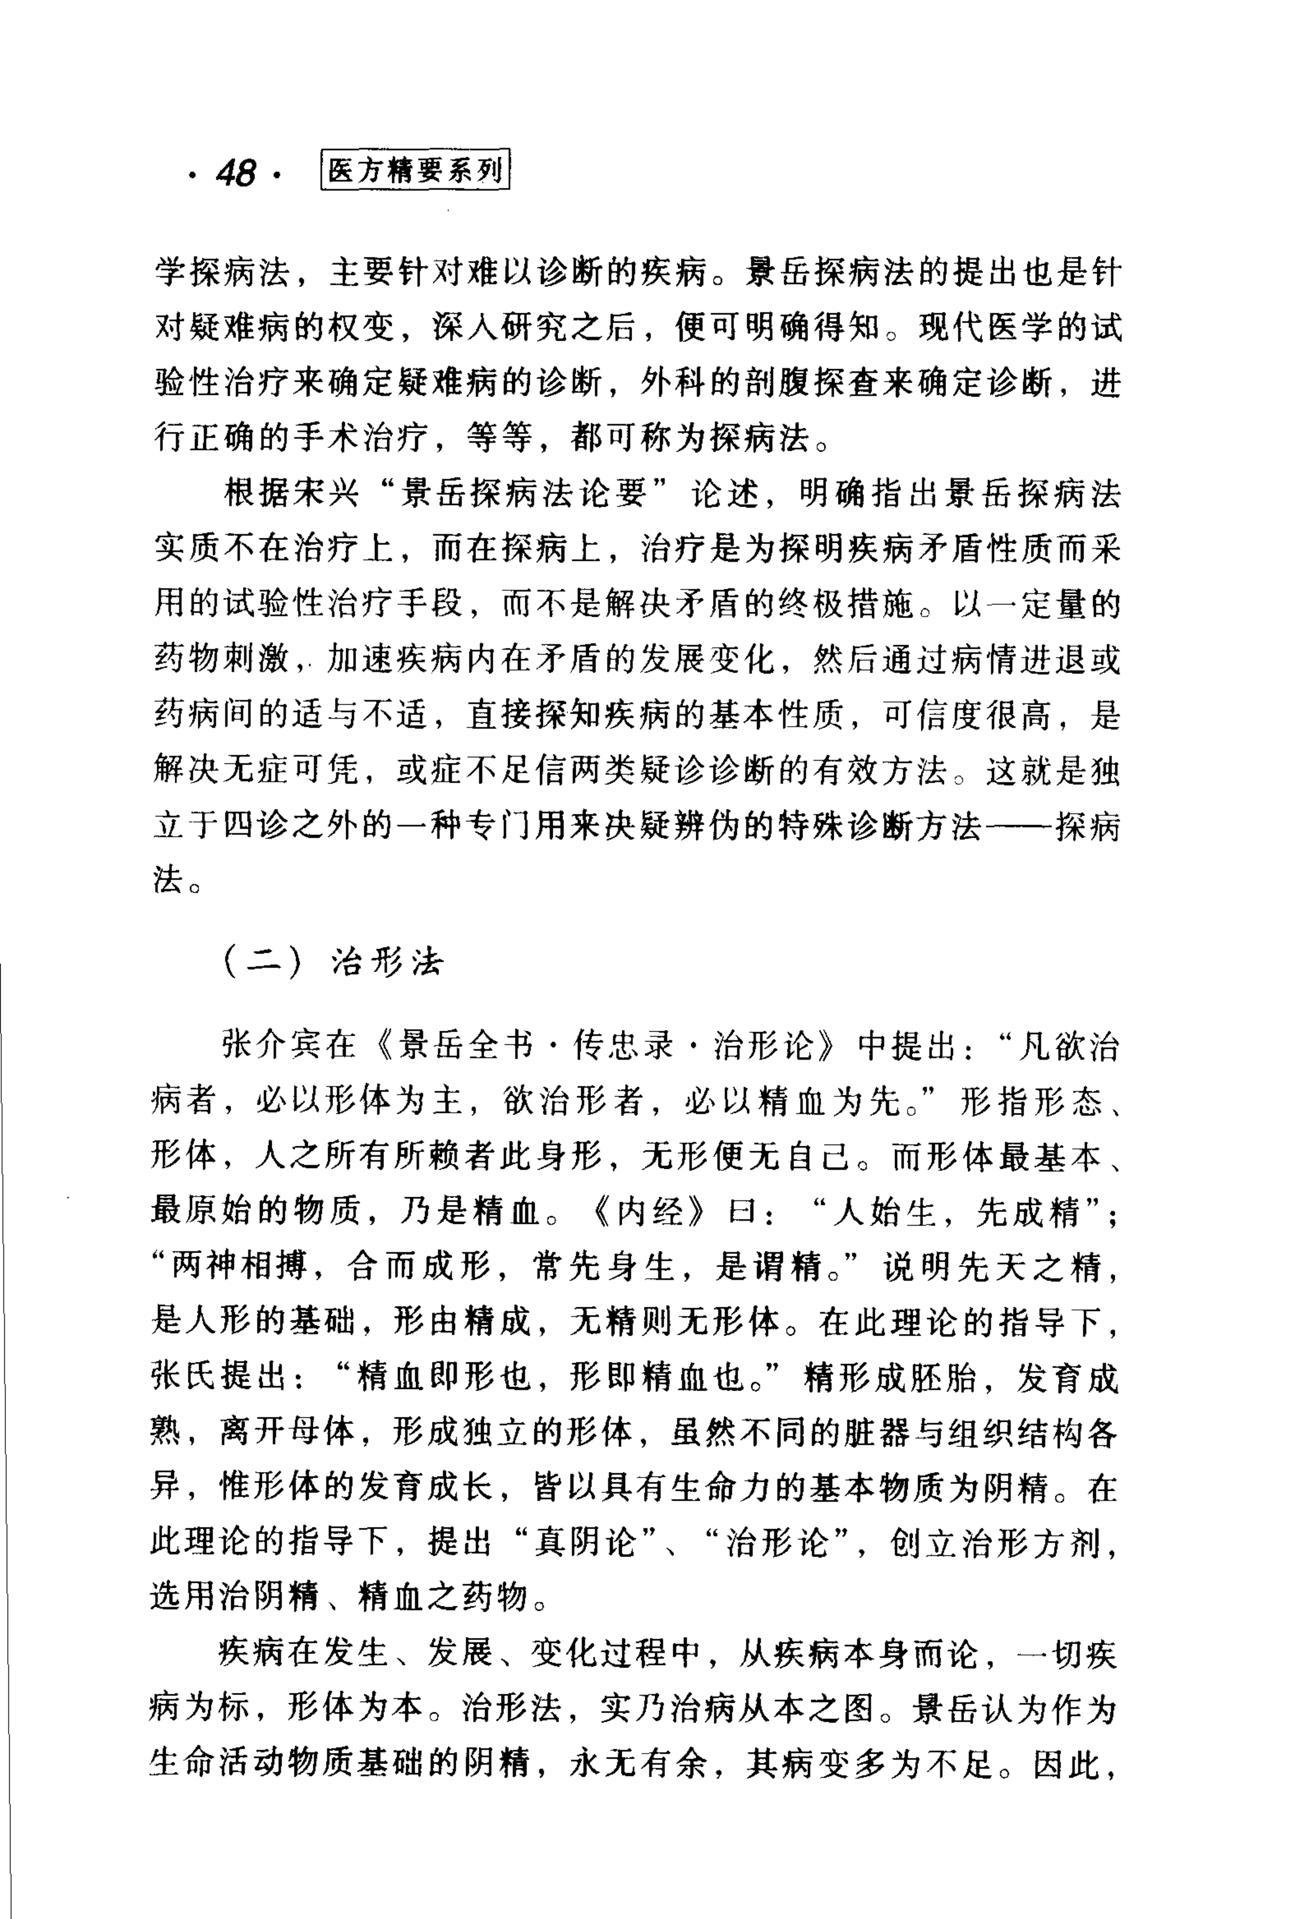 ·48· 医方精要系列
学探病法，主要针对难以诊断的疾病。景岳探病法的提出也是针
对疑难病的权变，深入研究之后，便可明确得知。现代医学的试
验性治疗来确定疑难病的诊断，外科的剖腹探查来确定诊断，进
行正确的手术治疗，等等，都可称为探病法。
根据宋兴“景岳探病法论要”论述，明确指出景岳探病法
实质不在治疗上，而在探病上，治疗是为探明疾病矛盾性质而采
用的试验性治疗手段，而不是解决矛盾的终极措施。以一定量的
药物刺激，加速疾病内在矛盾的发展变化，然后通过病情进退或
药病间的适与不适，直接探知疾病的基本性质，可信度很高，是
解决无症可凭，或症不足信两类疑诊诊断的有效方法。这就是独
立于四诊之外的一种专门用来决疑辨伪的特殊诊断方法——探病
法。
（二）治形法
张介宾在《景岳全书·传忠录·治形论》中提出：“凡欲治
病者，必以形体为主，欲治形者，必以精血为先。”形指形态、
形体，人之所有所赖者此身形，无形便无自己。而形体最基本、
最原始的物质，乃是精血。《内经》曰：“人始生，先成精”；
“两神相搏，合而成形，常先身生，是谓精。”说明先天之精，
是人形的基础，形由精成，无精则无形体。在此理论的指导下，
张氏提出：“精血即形也，形即精血也。”精形成胚胎，发育成
熟，离开母体，形成独立的形体，虽然不同的脏器与组织结构各
异，惟形体的发育成长，皆以具有生命力的基本物质为阴精。在
此理论的指导下，提出“真阴论”、“治形论”，创立治形方剂，
选用治阴精、精血之药物。
疾病在发生、发展、变化过程中，从疾病本身而论，一切疾
病为标，形体为本。治形法，实乃治病从本之图。景岳认为作为
生命活动物质基础的阴精，永无有余，其病变多为不足。因此，